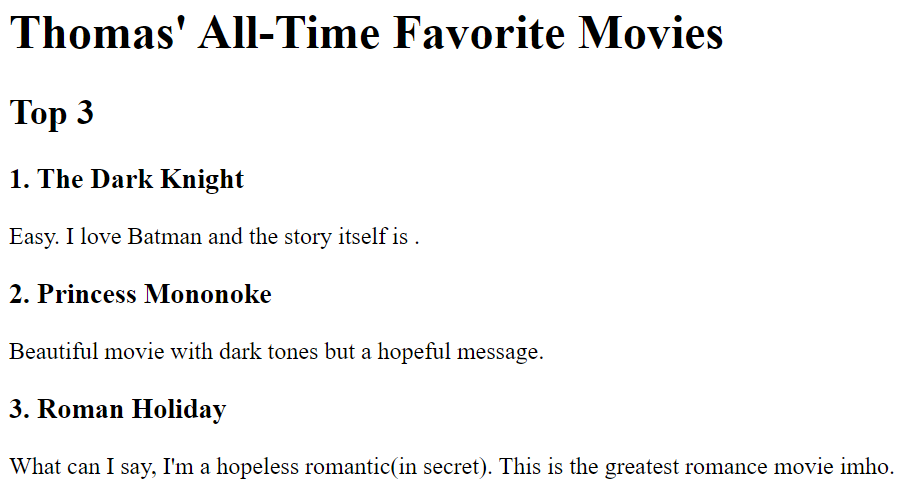 Thomas' All-Time Favorite Movies
Top 3
1. The Dark Knight
Easy. I love Batman and the story itself is .
2. Princess Mononoke
Beautiful movie with dark tones but a hopeful message.
3. Roman Holiday
What can I say, I'm a hopeless romantic(in secret). This is the greatest romance movie imho.